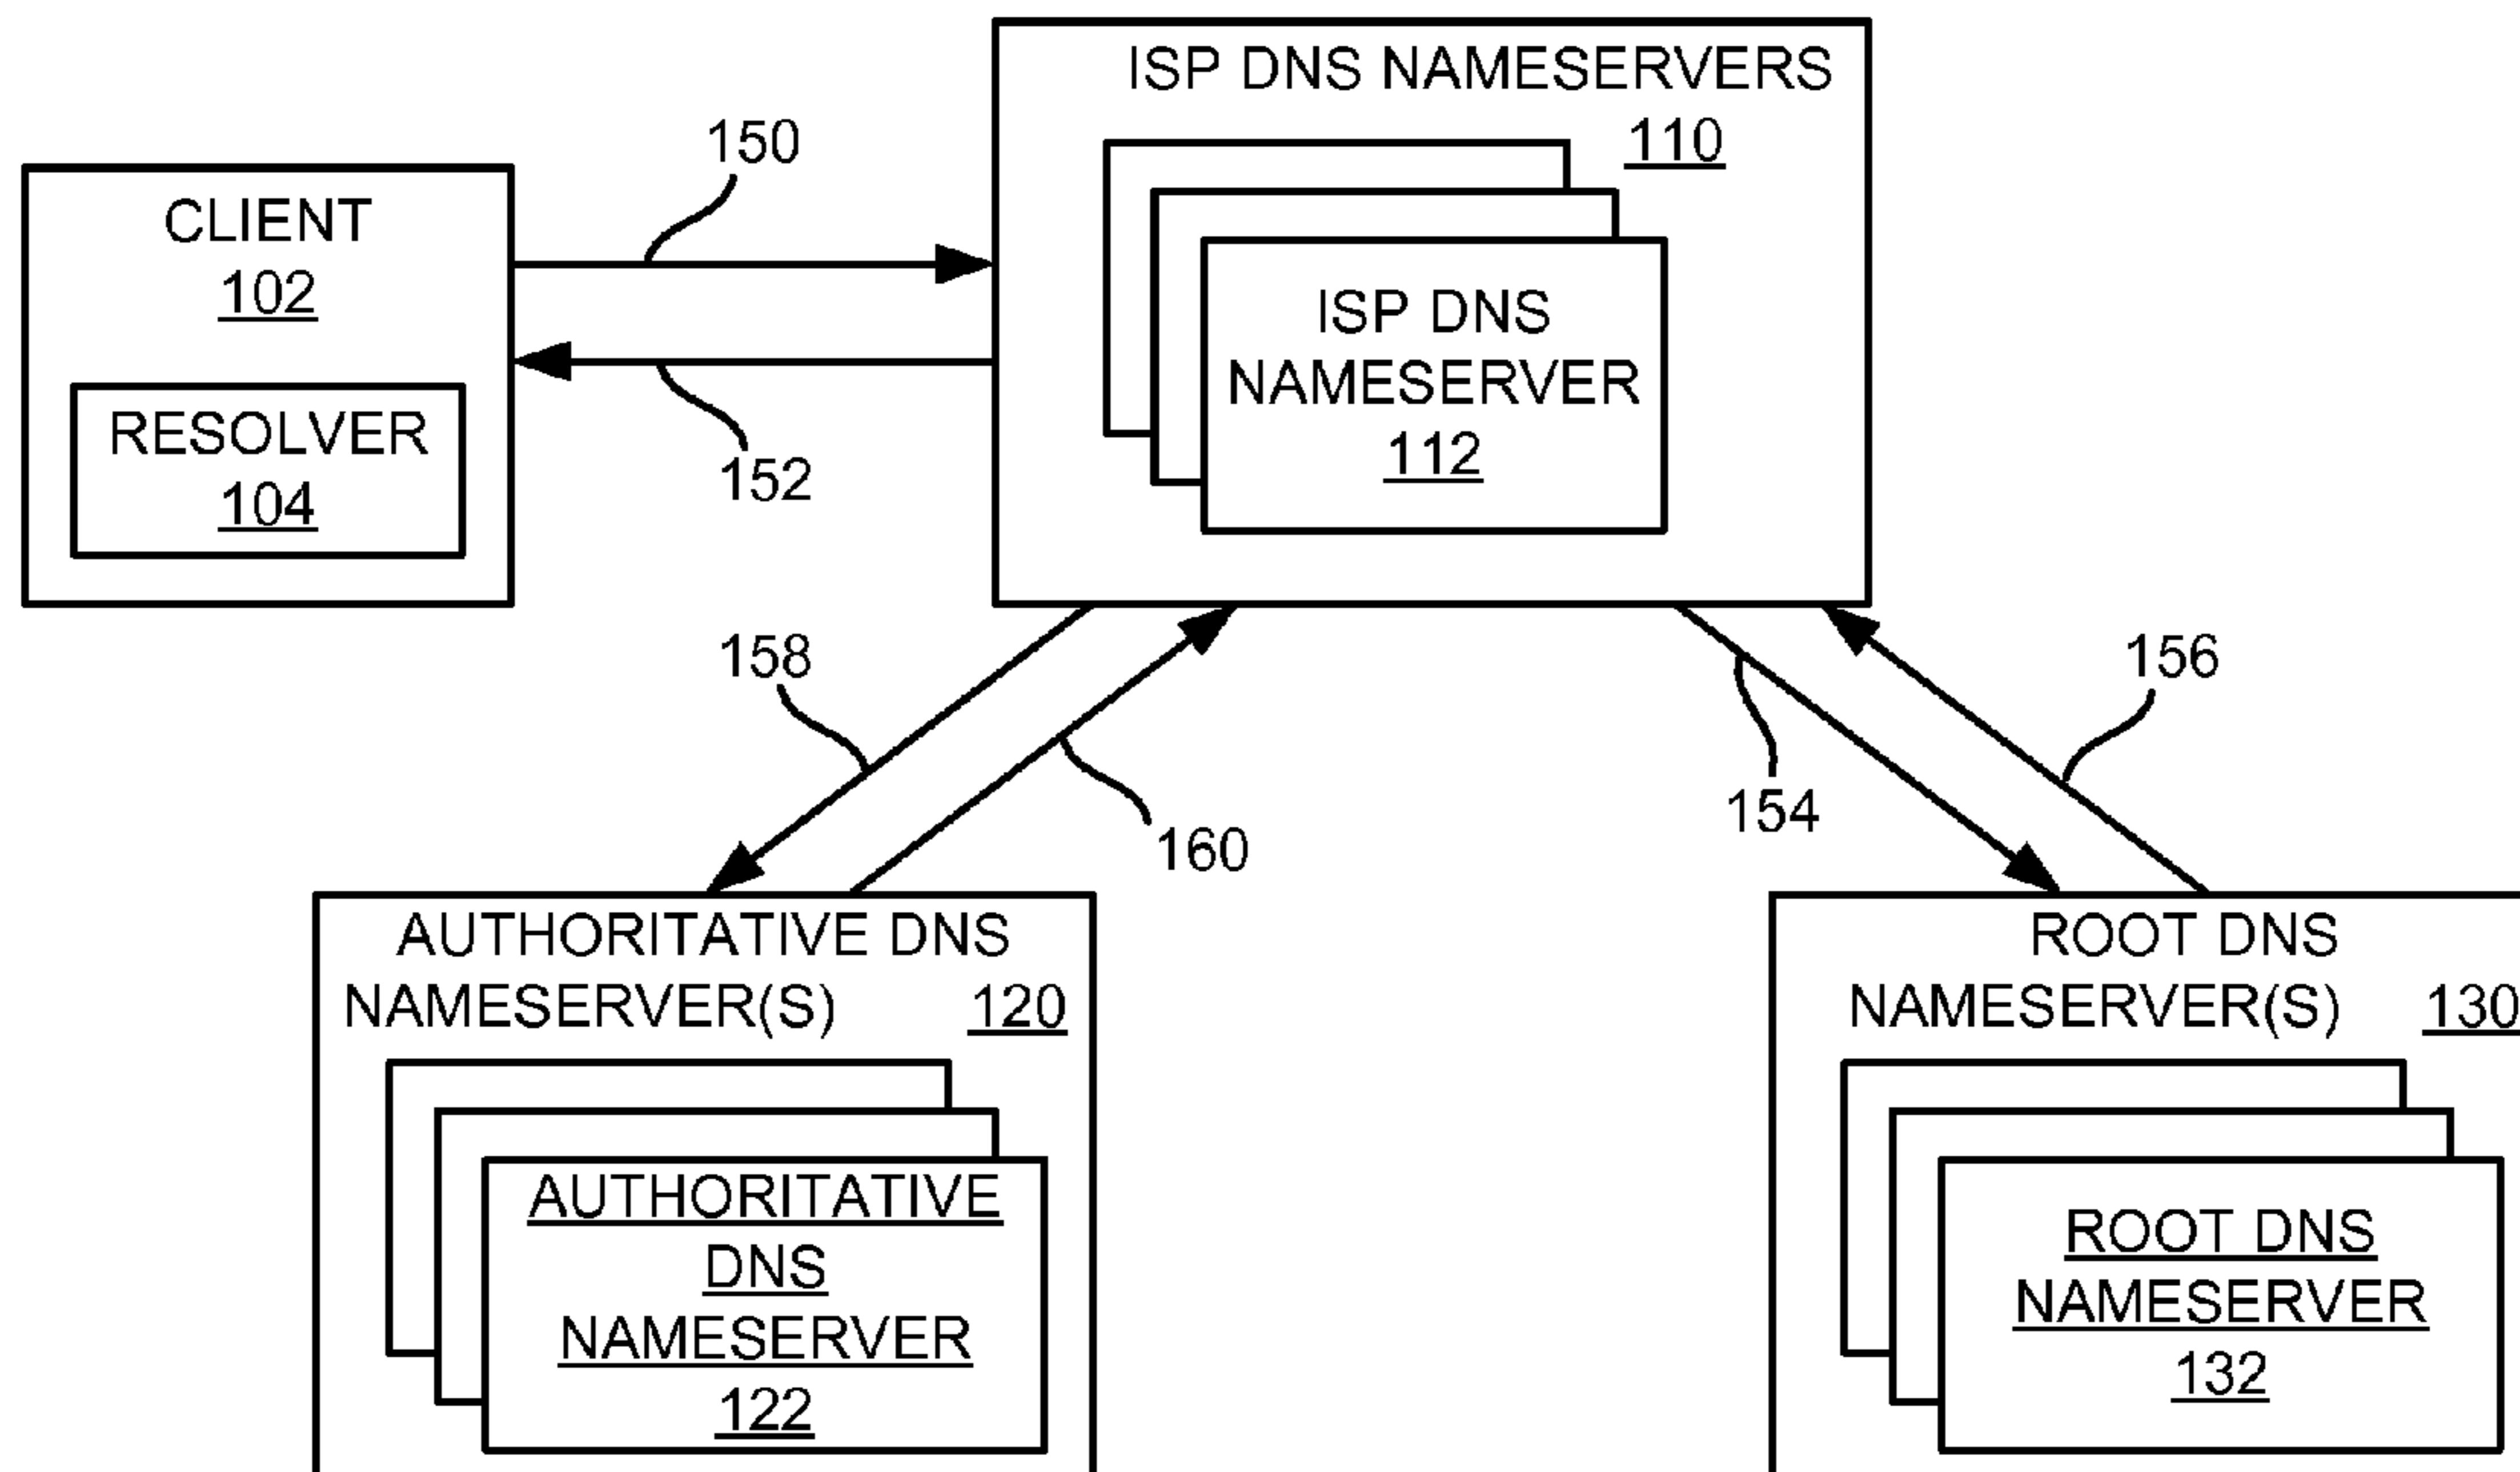 ISP DNS NAMESERVERS
110
150
CLIENT
102
ISP DNS
NAMESERVER
112
RESOLVER
104
152
158
156
154
160
AUTHORITATIVE DNS
NAMESERVER(S) 120
ROOT DNS
NAMESERVER(S) 130
AUTHORITATIVE
DNS
NAMESERVER
122
ROOT DNS
NAMESERVER
132